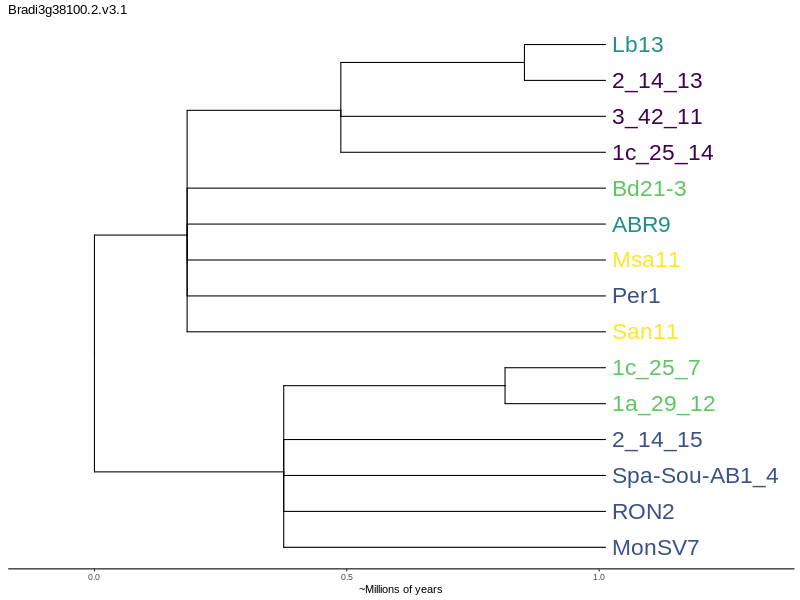 Bradi3g38100.2.v3.1
Lb13
2_14_13
3_42_11
1c_25_14
Bd21-3
ABR9
Msa11
Per1
San11
1c_25_7
1a_29_12
2_14_15
Spa-Sou-AB1_4
RON2
MonSV7
0.0 0.5 1.0
~Millions of years